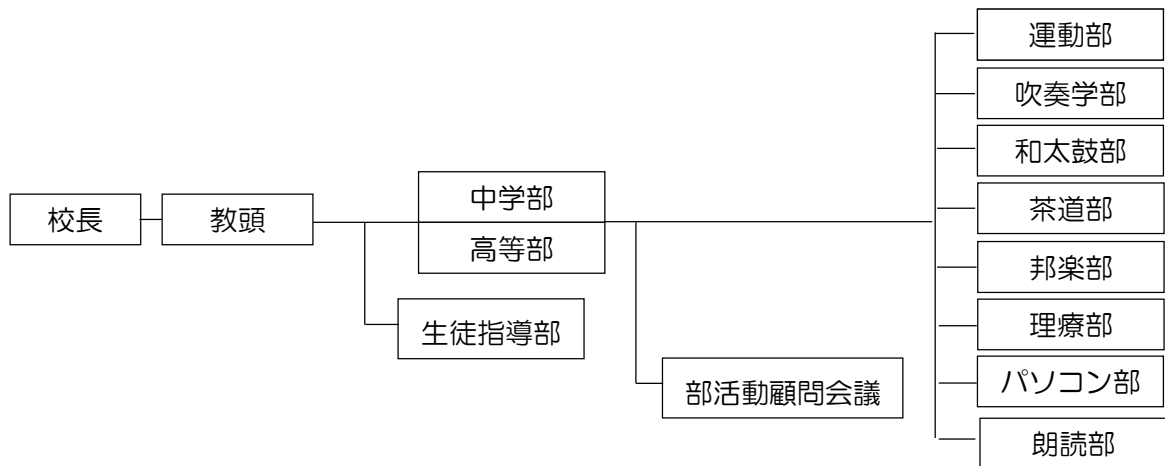 運動部
吹奏学部
和太鼓部
茶道部
邦楽部
理療部
パソコン部
朗読部
校長
教頭
中学部
高等部
生徒指導部
部活動顧問会議